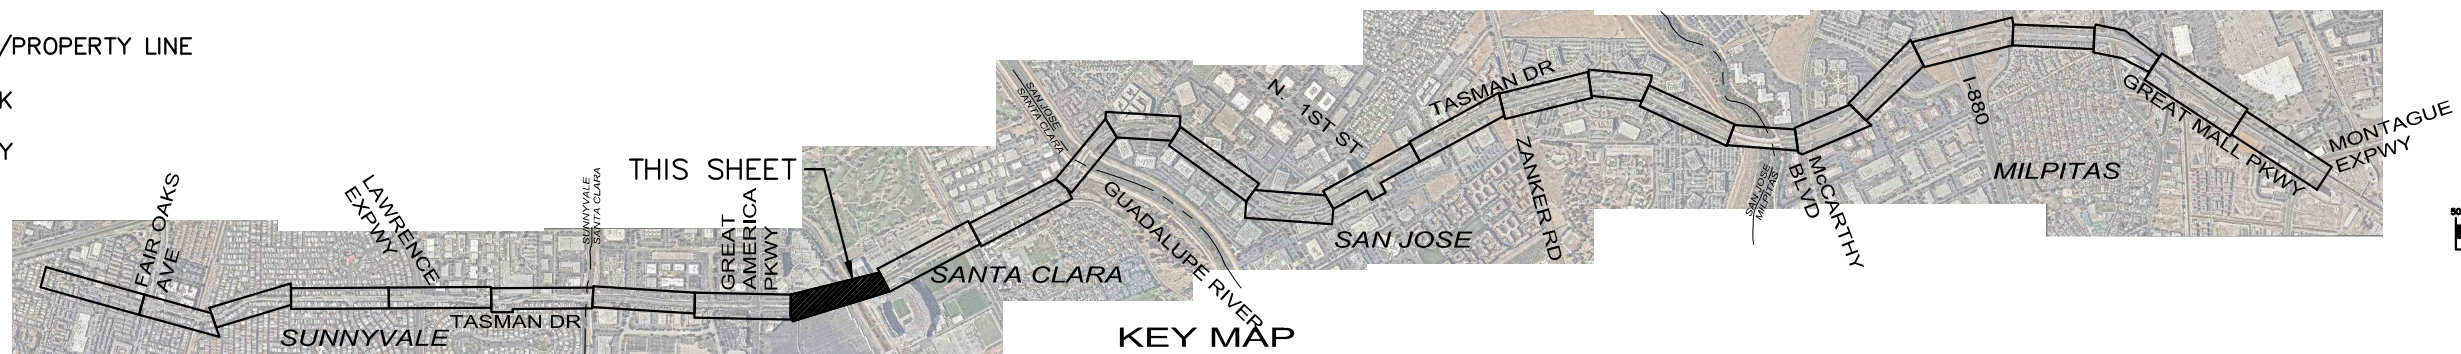 /PROPERTY LINE
K
Y
THIS SHEET
FAIR OAKS
AVE
LAWRENCE
EXPWY
SUNNYVALE
SANTA CLARA
GREAT
AMERICA
PKWY
SUNNYVALE
TASMAN DR
SANTA CLARA
SAN JOSE
SANTA CLARA
GUADALUPE RIVER
N. 1ST ST
SAN JOSE
TASMAN DR
ZANKER RD
SAN JOSE
MILPITAS
McCARTHY
BLVD
I-880
MILPITAS
GREAT MALL PKWY
MONTAGUE
EXPWY
KEY MAP
50